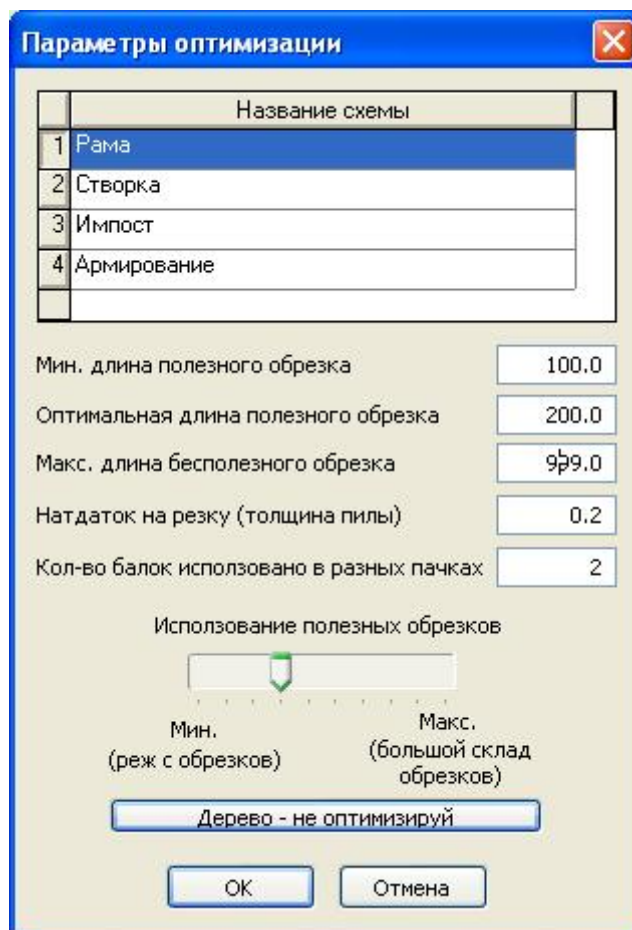 Параметры оптимизации
Название схемы
1 Рама
2 Створка
3 Импост
4 Армирование
Мин. длина полезного обрезка 100.0
Оптимальная длина полезного обрезка 200.0
Макс. длина бесполезного обрезка 999.0
Натдаток на резку (толщина пилы) 0.2
Кол-во балок исползовано в разных пачках 2
Исползование полезных обрезков
Мин.
(реж с обрезков)
Макс.
(большой склад
обрезков)
Дерево - не оптимизируй
OK Отмена